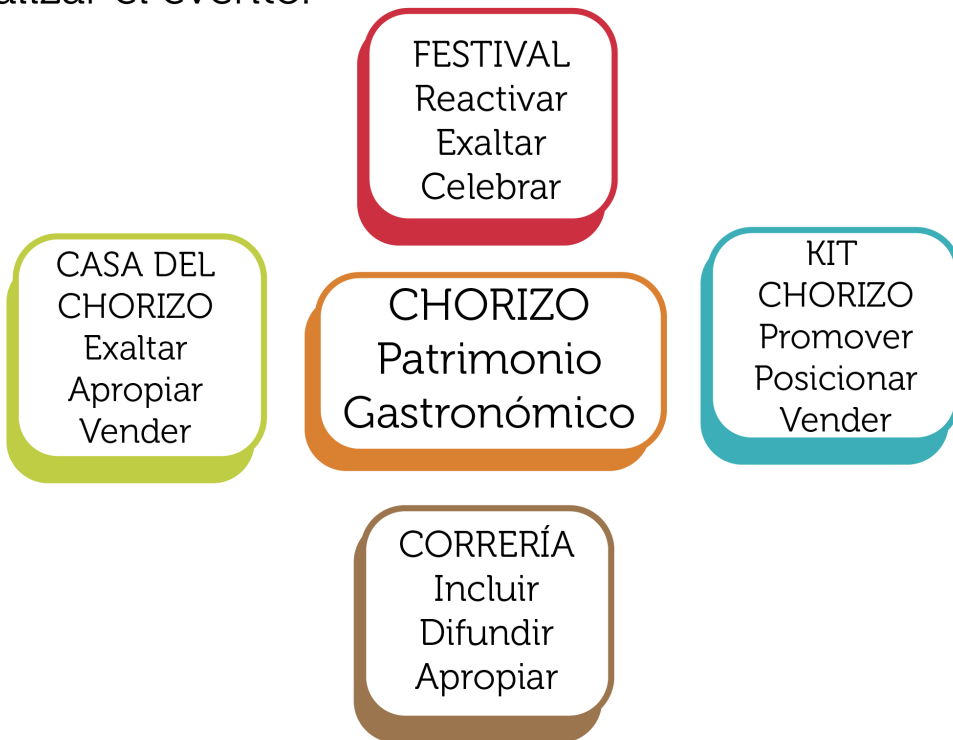 FESTIVAL
Reactivar
Exaltar
Celebrar
CASA DEL
CHORIZO
Exaltar
Apropiar
Vender
CHORIZO
Patrimonio
Gastronómico
KIT
CHORIZO
Promover
Posicionar
Vender
CORRERÍA
Incluir
Difundir
Apropiar